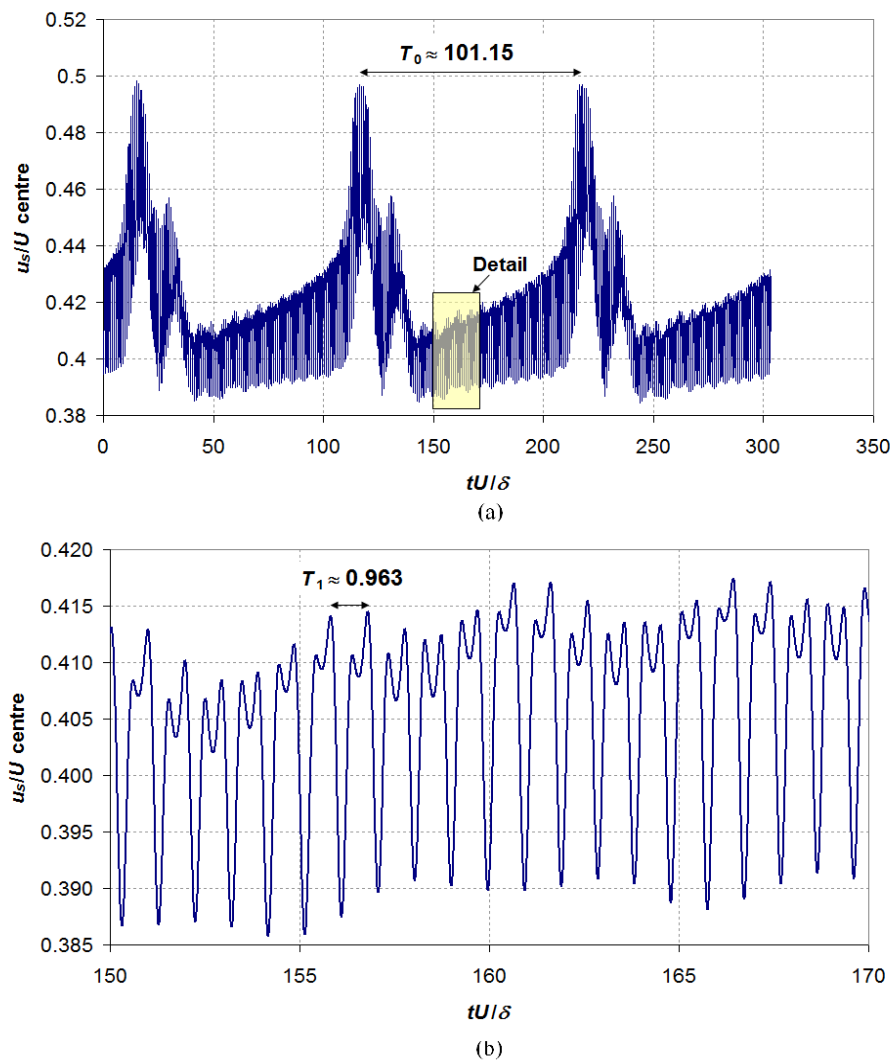 0.52
T₀ ≈ 101.15
0.5
0.48
0.46
0.44
Detail
0.42
0.4
0.38
uₛ/U centre
0 50 100 150 200 250 300 350
tU/δ
(a)
0.420
T₁ ≈ 0.963
0.415
0.410
0.405
0.400
0.395
0.390
0.385
uₛ/U centre
150 155 160 165 170
tU/δ
(b)